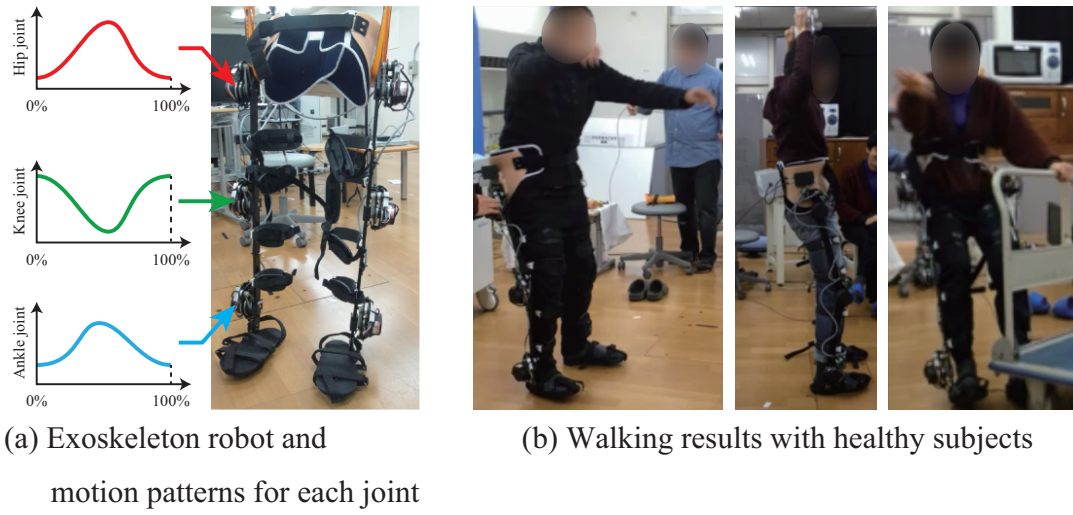 Hip joint
0%
100%
Knee joint
0%
100%
Ankle joint
0%
100%
(a) Exoskeleton robot and
motion patterns for each joint
(b) Walking results with healthy subjects